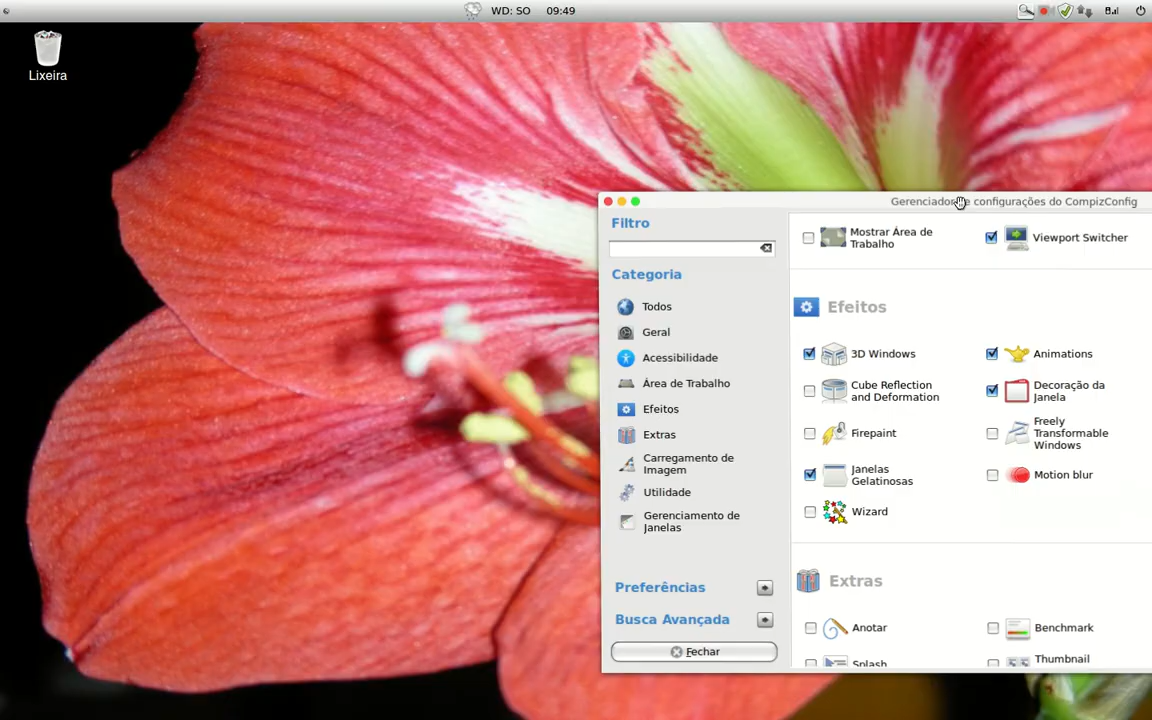 WD: SO 09:49
Lixeira
Gerenciador de configurações do CompizConfig
Filtro
Categoria
Todos
Geral
Acessibilidade
Área de Trabalho
Efeitos
Extras
Carregamento de
Imagem
Utilidade
Gerenciamento de
Janelas
Preferências
Busca Avançada
Fechar
Mostrar Área de
Trabalho
Viewport Switcher
Efeitos
3D Windows
Animations
Cube Reflection
and Deformation
Decoração da
Janela
Firepaint
Freely
Transformable
Windows
Janelas
Gelatinosas
Motion blur
Wizard
Extras
Anotar
Benchmark
Splash
Thumbnail